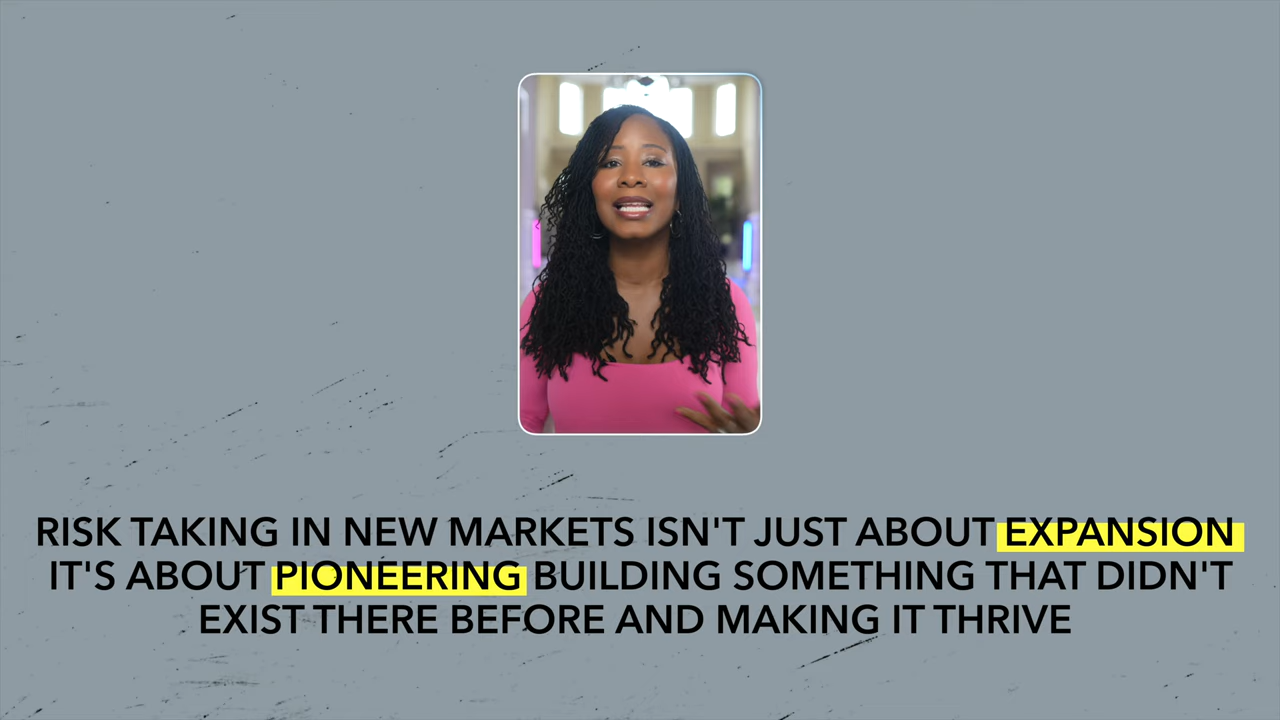 RISK TAKING IN NEW MARKETS ISN'T JUST ABOUT EXPANSION
IT'S ABOUT PIONEERING BUILDING SOMETHING THAT DIDN'T
EXIST THERE BEFORE AND MAKING IT THRIVE